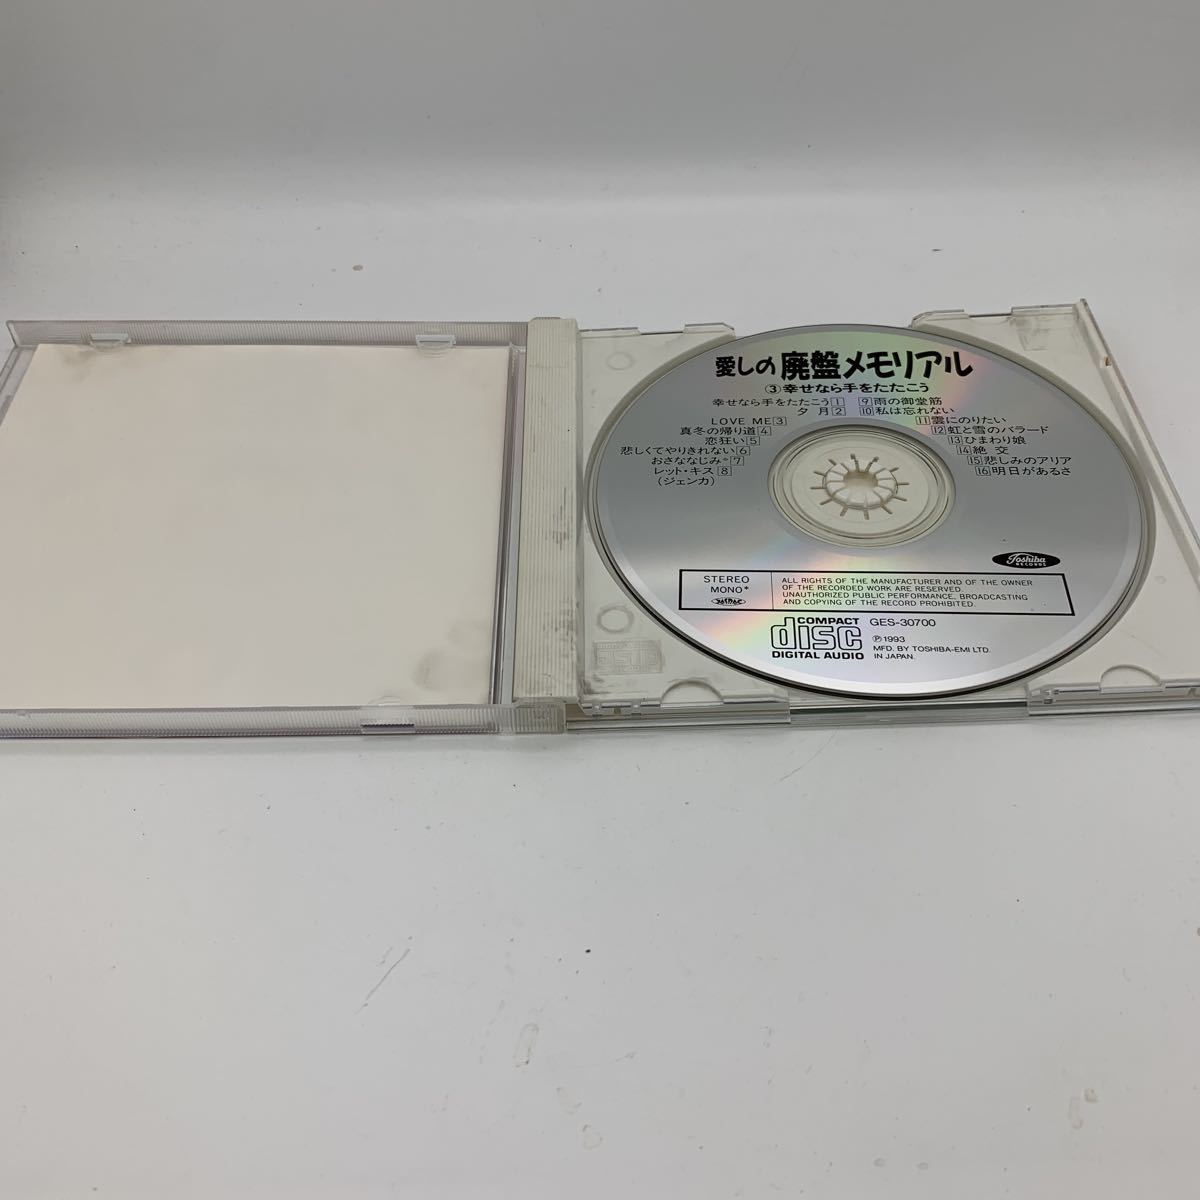 愛しの廃盤メモリアル
③幸せなら手をたたこう
幸せなら手をたたこう1
夕月2
LOVE ME3
真冬の帰り道4
恋狂い5
悲しくてやりきれない6
おさななじみ*7
レット・キス8
(ジェンカ)
9雨の御堂筋
10私は忘れない
11雲にのりたい
12虹と雪のバラード
13ひまわり娘
14絶交
15悲しみのアリア
16明日があるさ
Toshiba
RECORDS
STEREO
MONO*
ALL RIGHTS OF THE MANUFACTURER AND OF THE OWNER
OF THE RECORDED WORK ARE RESERVED.
UNAUTHORIZED PUBLIC PERFORMANCE, BROADCASTING
AND COPYING OF THE RECORD PROHIBITED.
COMPACT
disc
DIGITAL AUDIO
GES-30700
℗1993
MFD. BY TOSHIBA-EMI LTD.
IN JAPAN.